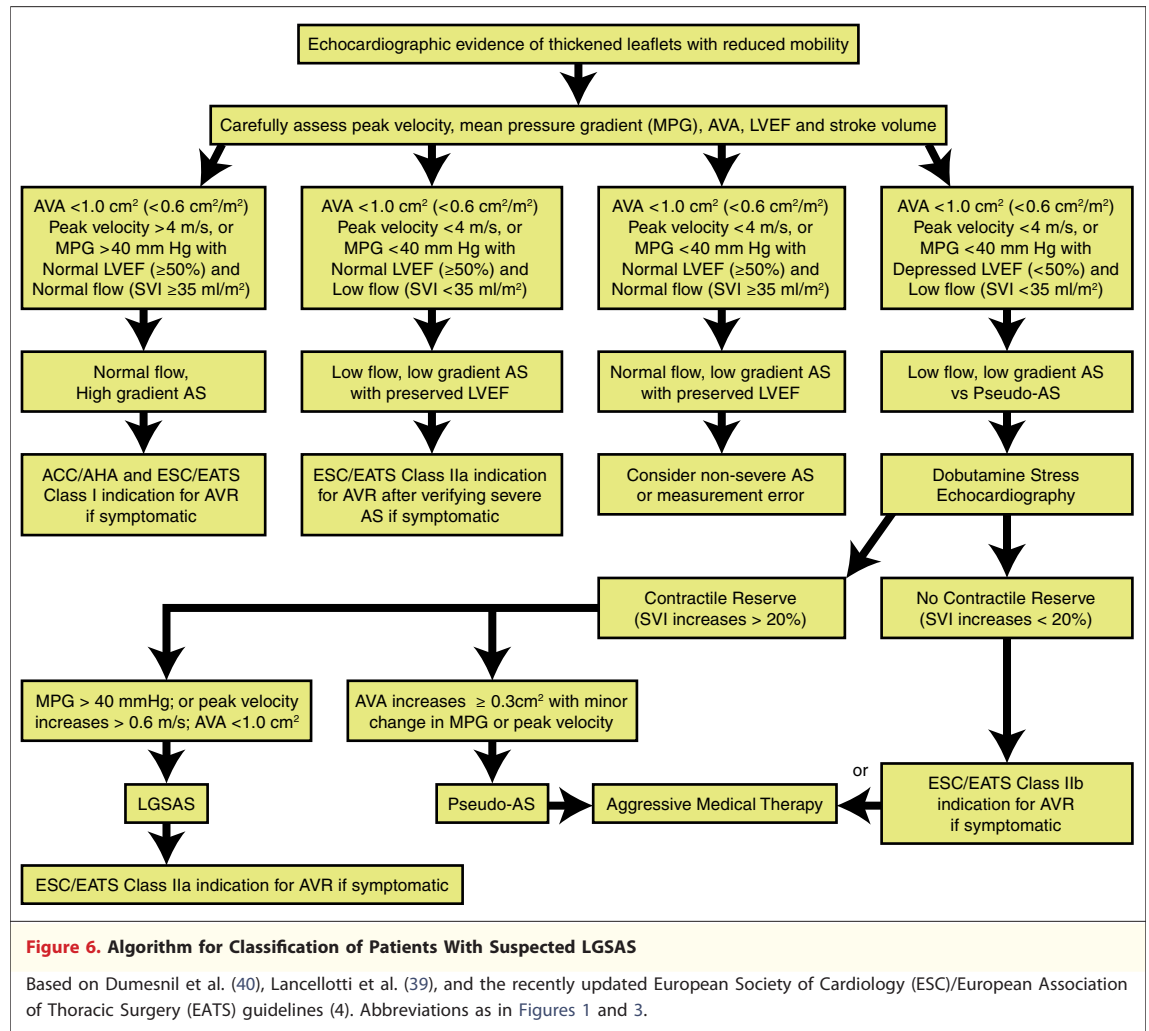 Echocardiographic evidence of thickened leaflets with reduced mobility
Carefully assess peak velocity, mean pressure gradient (MPG), AVA, LVEF and stroke volume
AVA <1.0 cm² (<0.6 cm²/m²)
Peak velocity >4 m/s, or
MPG >40 mm Hg with
Normal LVEF (≥50%) and
Normal flow (SVI ≥35 ml/m²)
AVA <1.0 cm² (<0.6 cm²/m²)
Peak velocity <4 m/s, or
MPG <40 mm Hg with
Normal LVEF (≥50%) and
Low flow (SVI <35 ml/m²)
AVA <1.0 cm² (<0.6 cm²/m²)
Peak velocity <4 m/s, or
MPG <40 mm Hg with
Normal LVEF (≥50%) and
Normal flow (SVI ≥35 ml/m²)
AVA <1.0 cm² (<0.6 cm²/m²)
Peak velocity <4 m/s, or
MPG <40 mm Hg with
Depressed LVEF (<50%) and
Low flow (SVI <35 ml/m²)
Normal flow,
High gradient AS
Low flow, low gradient AS
with preserved LVEF
Normal flow, low gradient AS
with preserved LVEF
Low flow, low gradient AS
vs Pseudo-AS
ACC/AHA and ESC/EATS
Class I indication for AVR
if symptomatic
ESC/EATS Class IIa indication
for AVR after verifying severe
AS if symptomatic
Consider non-severe AS
or measurement error
Dobutamine Stress
Echocardiography
Contractile Reserve
(SVI increases > 20%)
No Contractile Reserve
(SVI increases < 20%)
MPG > 40 mmHg; or peak velocity
increases > 0.6 m/s; AVA <1.0 cm²
AVA increases ≥ 0.3cm² with minor
change in MPG or peak velocity
LGSAS
Pseudo-AS
Aggressive Medical Therapy
or
ESC/EATS Class IIb
indication for AVR
if symptomatic
ESC/EATS Class IIa indication for AVR if symptomatic
Figure 6. Algorithm for Classification of Patients With Suspected LGSAS
Based on Dumesnil et al. (40), Lancellotti et al. (39), and the recently updated European Society of Cardiology (ESC)/European Association
of Thoracic Surgery (EATS) guidelines (4). Abbreviations as in Figures 1 and 3.